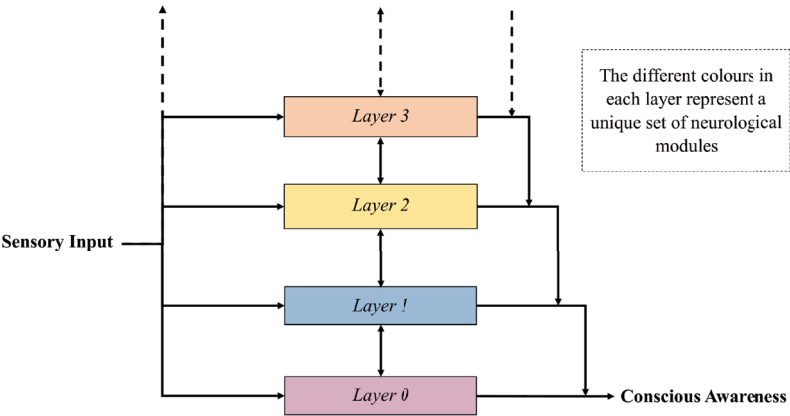 The different colours in
each layer represent a
unique set of neurological
modules
Layer 3
Layer 2
Sensory Input
Layer !
Layer 0
Conscious Awareness